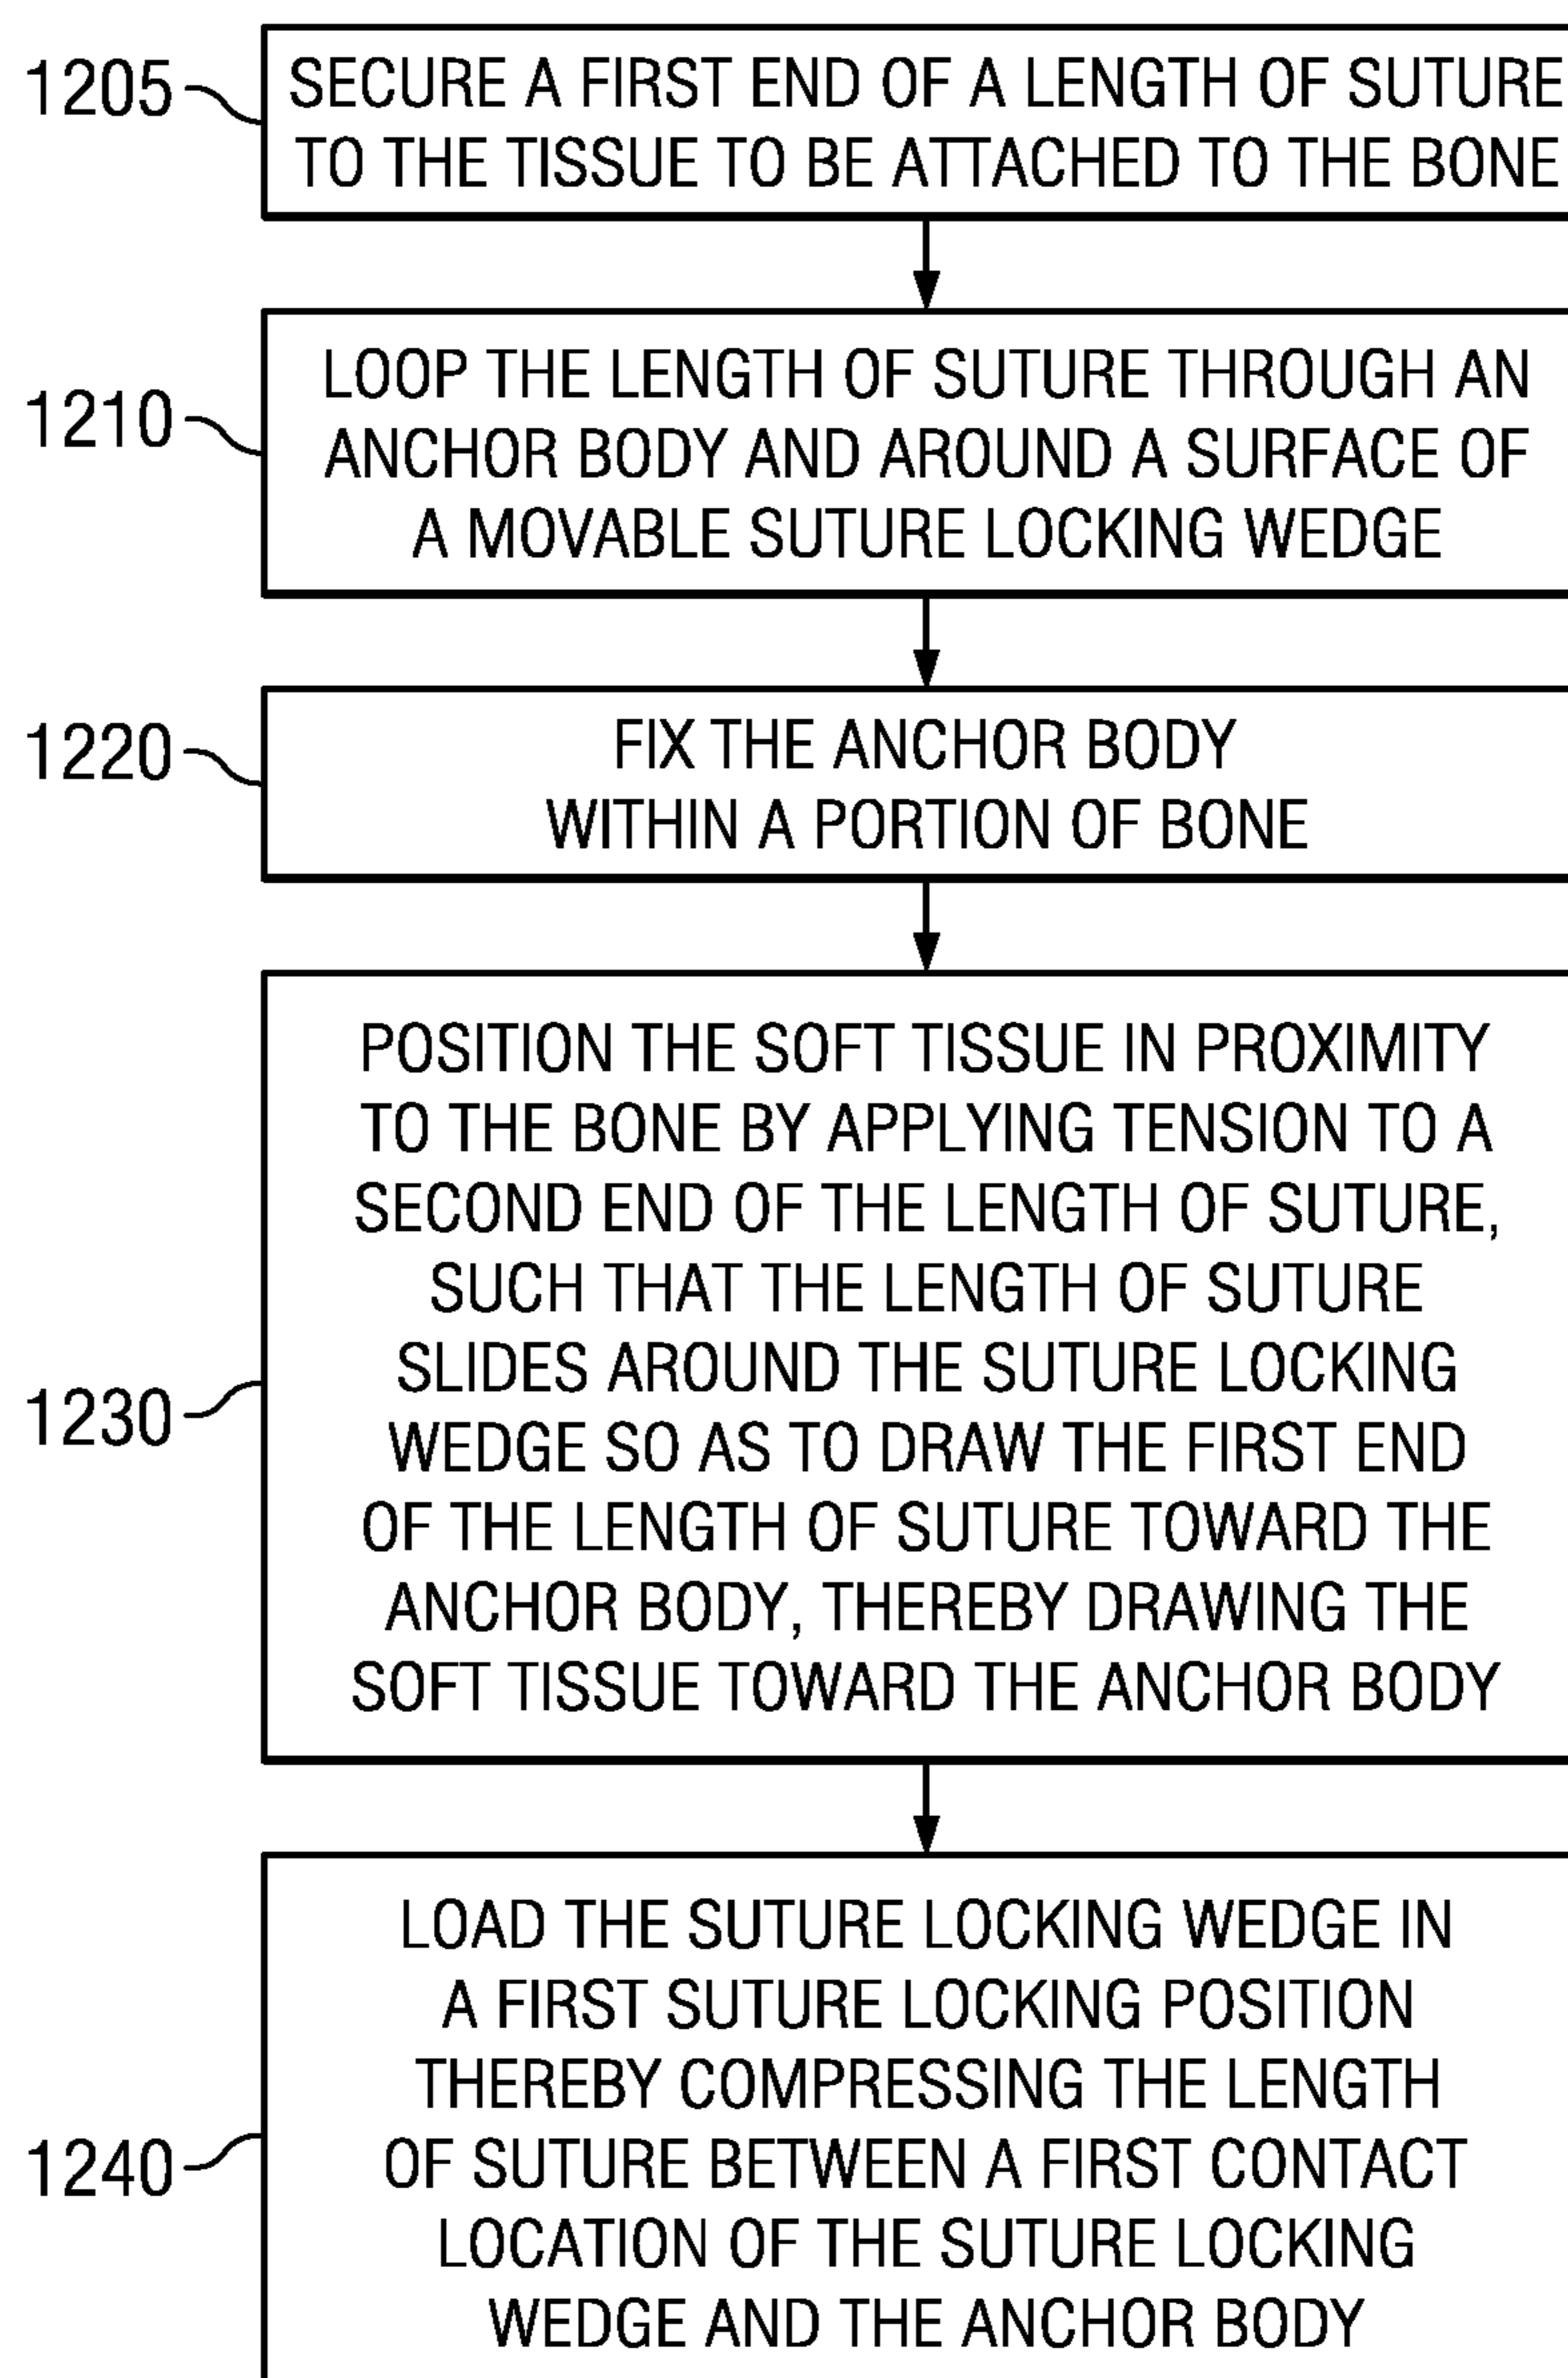 1205
SECURE A FIRST END OF A LENGTH OF SUTURE
TO THE TISSUE TO BE ATTACHED TO THE BONE
1210
LOOP THE LENGTH OF SUTURE THROUGH AN
ANCHOR BODY AND AROUND A SURFACE OF
A MOVABLE SUTURE LOCKING WEDGE
1220
FIX THE ANCHOR BODY
WITHIN A PORTION OF BONE
1230
POSITION THE SOFT TISSUE IN PROXIMITY
TO THE BONE BY APPLYING TENSION TO A
SECOND END OF THE LENGTH OF SUTURE,
SUCH THAT THE LENGTH OF SUTURE
SLIDES AROUND THE SUTURE LOCKING
WEDGE SO AS TO DRAW THE FIRST END
OF THE LENGTH OF SUTURE TOWARD THE
ANCHOR BODY, THEREBY DRAWING THE
SOFT TISSUE TOWARD THE ANCHOR BODY
1240
LOAD THE SUTURE LOCKING WEDGE IN
A FIRST SUTURE LOCKING POSITION
THEREBY COMPRESSING THE LENGTH
OF SUTURE BETWEEN A FIRST CONTACT
LOCATION OF THE SUTURE LOCKING
WEDGE AND THE ANCHOR BODY